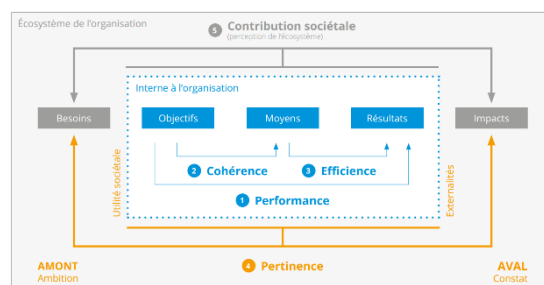 Écosystème de l'organisation
5 Contribution sociétale
(perception de l'écosystème)
Interne à l'organisation
Besoins
Objectifs
Moyens
Résultats
Impacts
2 Cohérence
3 Efficience
1 Performance
Utilité sociétale
Externalités
AMONT
Ambition
4 Pertinence
AVAL
Constat